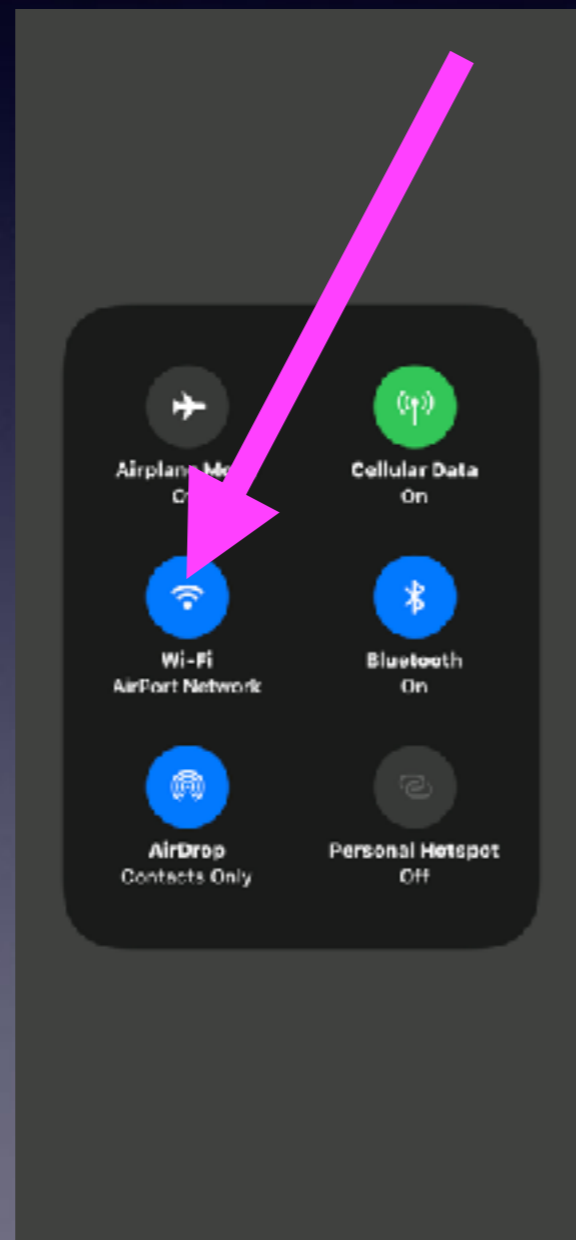 Cellular Data
On
Wi-Fi
AirPort Network
Bluetooth
On
AirDrop
Contacts Only
Personal Hotspot
Off